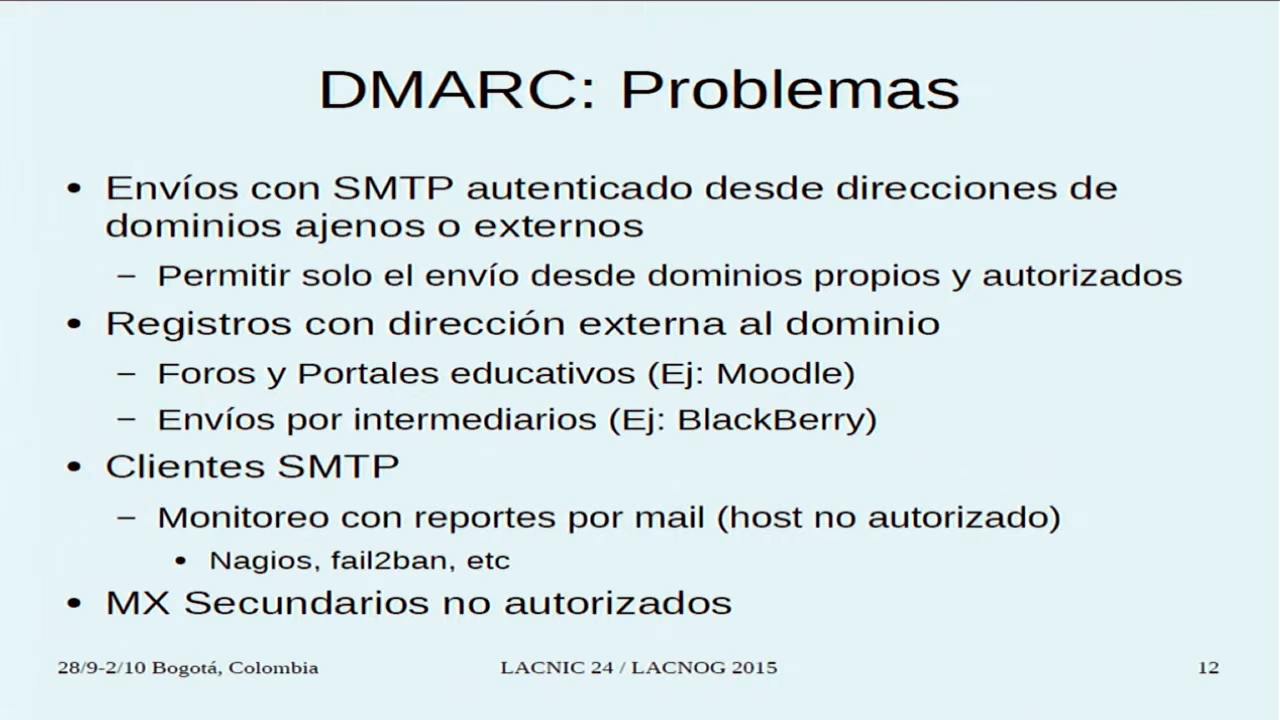 DMARC: Problemas
• Envíos con SMTP autenticado desde direcciones de
dominios ajenos o externos
– Permitir solo el envío desde dominios propios y autorizados
• Registros con dirección externa al dominio
– Foros y Portales educativos (Ej: Moodle)
– Envíos por intermediarios (Ej: BlackBerry)
• Clientes SMTP
– Monitoreo con reportes por mail (host no autorizado)
• Nagios, fail2ban, etc
• MX Secundarios no autorizados
28/9-2/10 Bogotá, Colombia
LACNIC 24 / LACNOG 2015
12